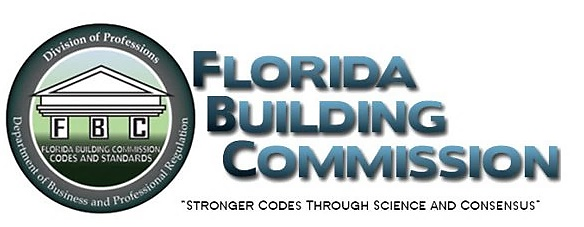 Division of Professions
F B C
FLORIDA BUILDING COMMISSION
CODES AND STANDARDS
Department of Business and Professional Regulation
FLORIDA
BUILDING
COMMISSION
"STRONGER CODES THROUGH SCIENCE AND CONSENSUS"